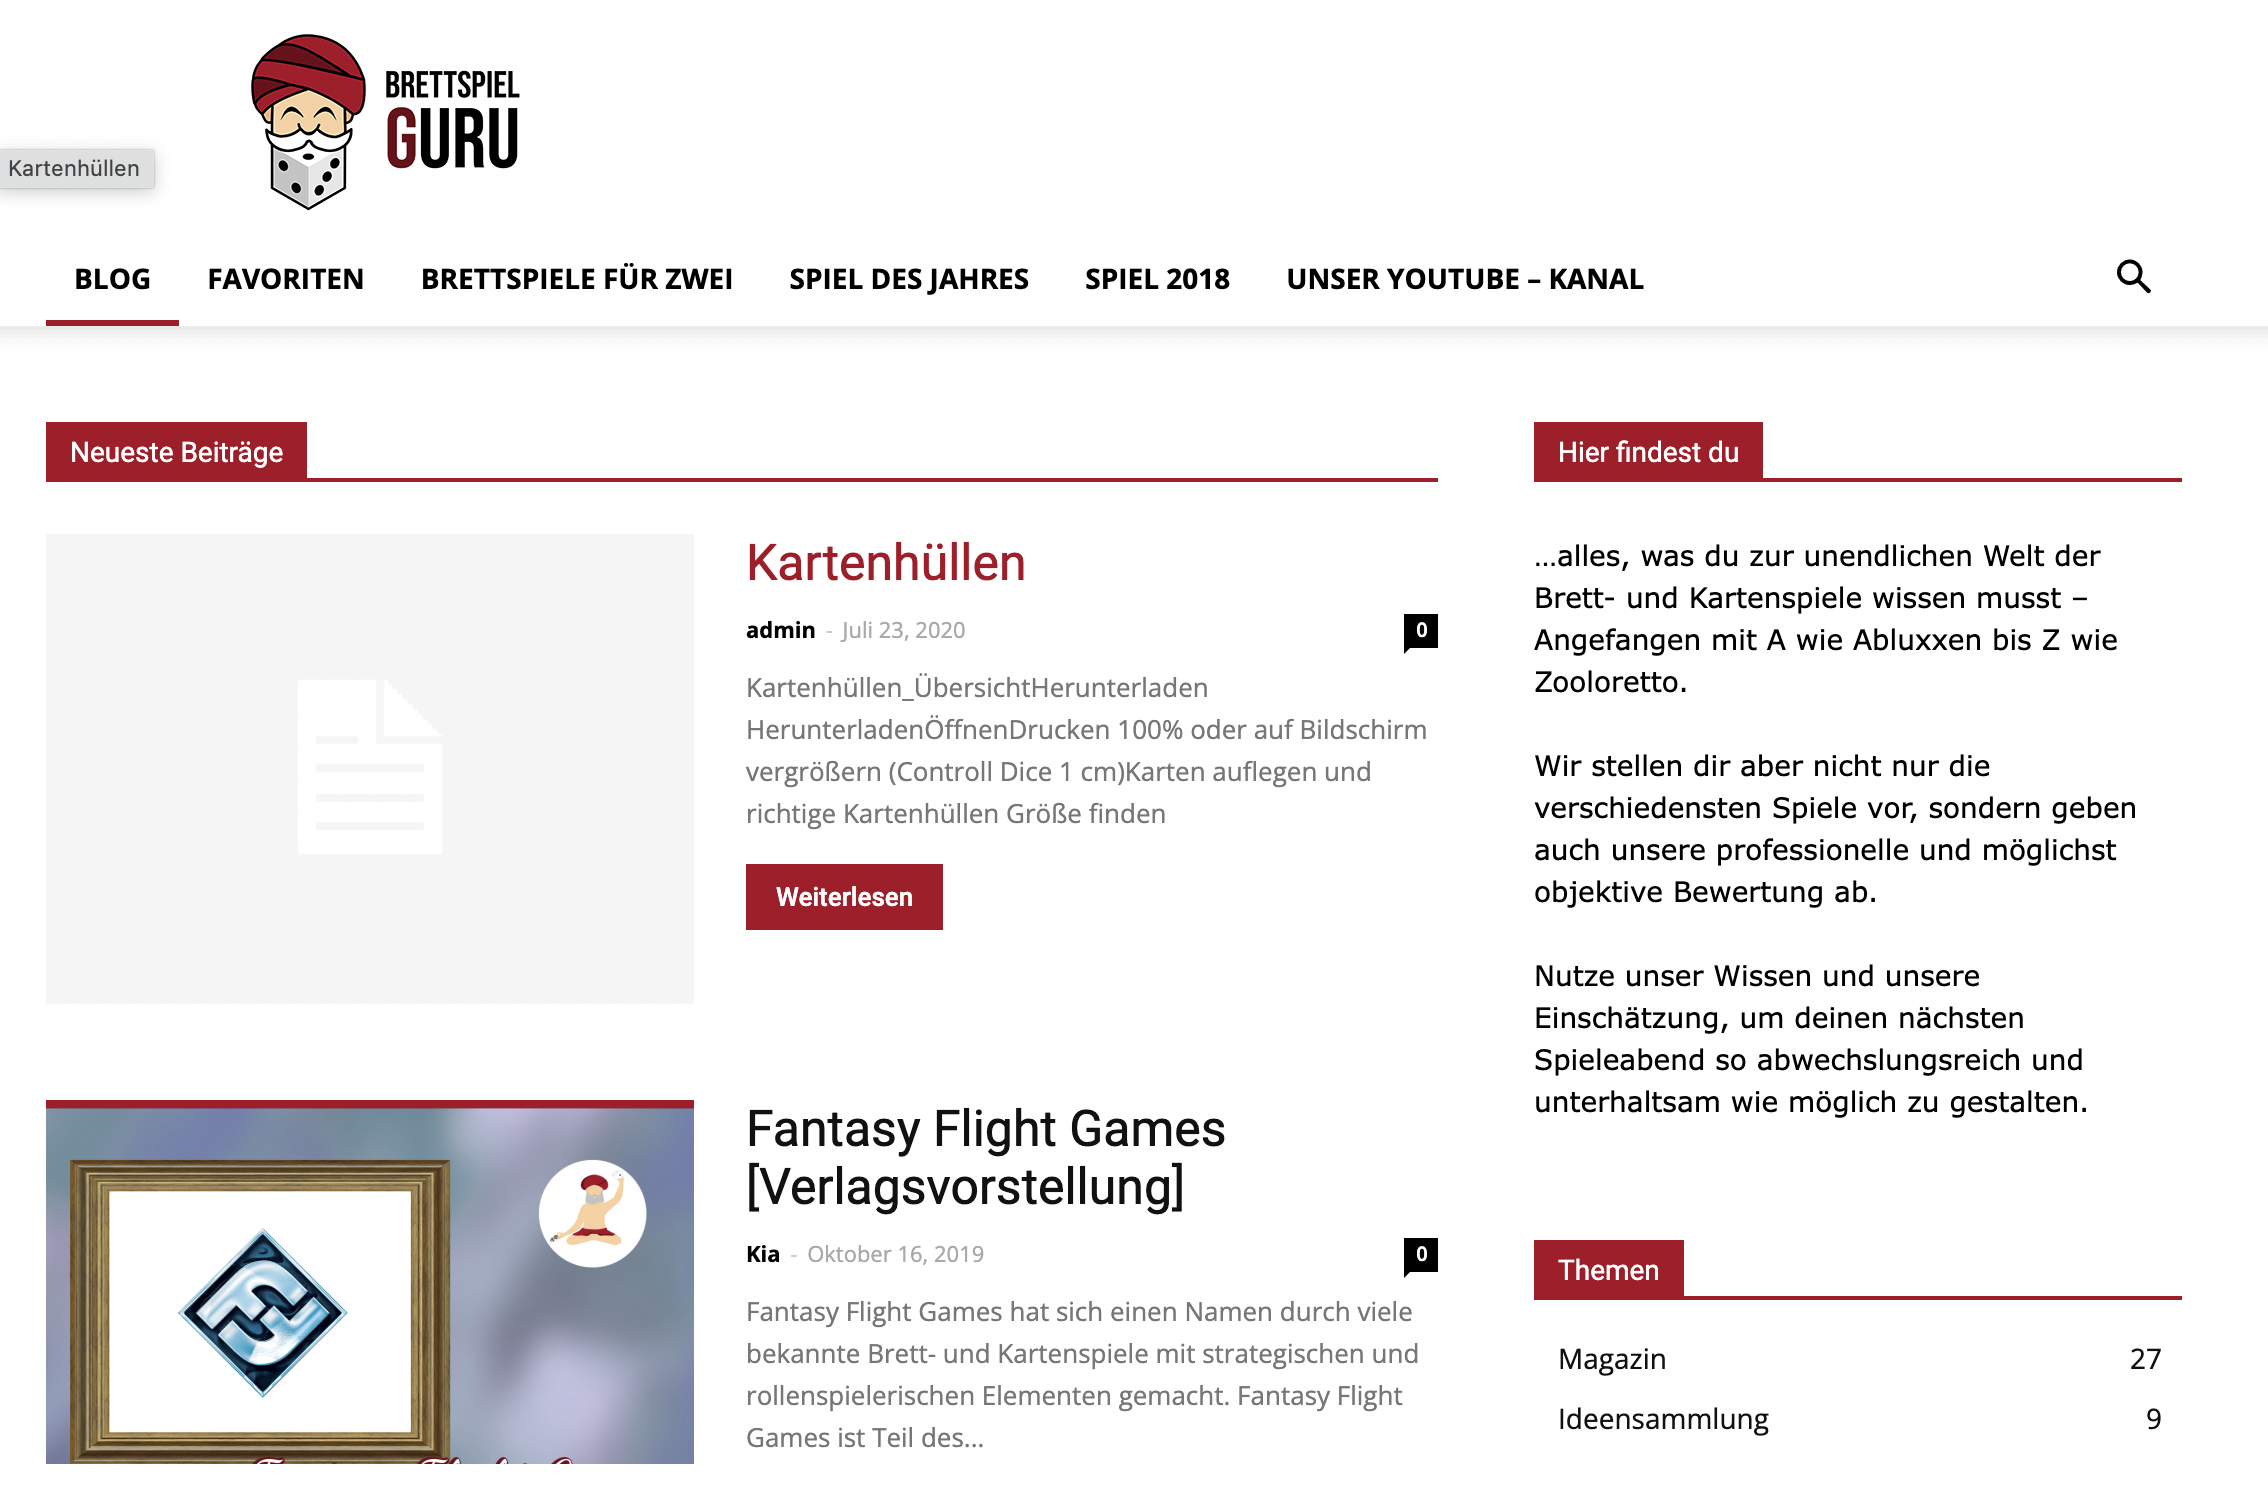 BRETTSPIEL
GURU
Kartenhüllen
BLOG
FAVORITEN
BRETTSPIELE FÜR ZWEI
SPIEL DES JAHRES
SPIEL 2018
UNSER YOUTUBE – KANAL
Neueste Beiträge
Kartenhüllen
admin - Juli 23, 2020
0
Kartenhüllen_ÜbersichtHerunterladen
HerunterladenÖffnenDrucken 100% oder auf Bildschirm
vergrößern (Controll Dice 1 cm)Karten auflegen und
richtige Kartenhüllen Größe finden
Weiterlesen
Fantasy Flight Games
[Verlagsvorstellung]
Kia - Oktober 16, 2019
0
Fantasy Flight Games hat sich einen Namen durch viele
bekannte Brett- und Kartenspiele mit strategischen und
rollenspielerischen Elementen gemacht. Fantasy Flight
Games ist Teil des...
Hier findest du
...alles, was du zur unendlichen Welt der
Brett- und Kartenspiele wissen musst –
Angefangen mit A wie Abluxxen bis Z wie
Zooloretto.
Wir stellen dir aber nicht nur die
verschiedensten Spiele vor, sondern geben
auch unsere professionelle und möglichst
objektive Bewertung ab.
Nutze unser Wissen und unsere
Einschätzung, um deinen nächsten
Spieleabend so abwechslungsreich und
unterhaltsam wie möglich zu gestalten.
Themen
Magazin 27
Ideensammlung 9